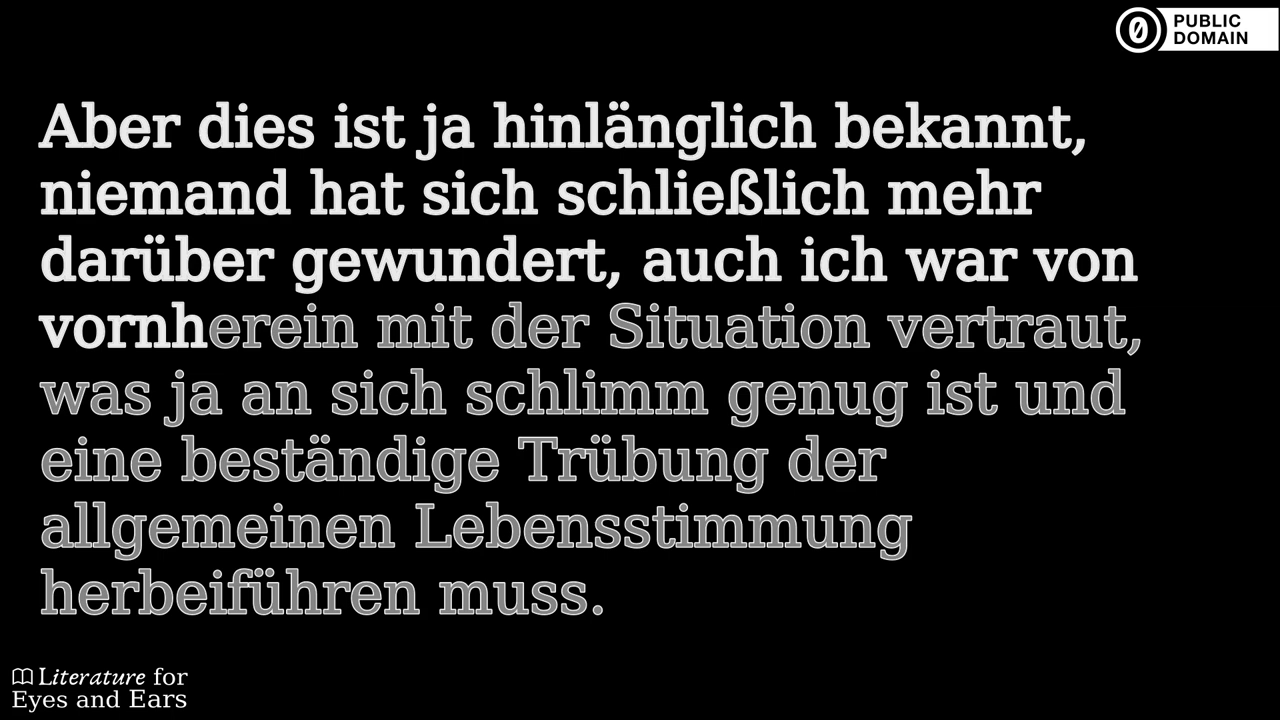 PUBLIC
DOMAIN
Aber dies ist ja hinlänglich bekannt,
niemand hat sich schließlich mehr
darüber gewundert, auch ich war von
vornherein mit der Situation vertraut,
was ja an sich schlimm genug ist und
eine beständige Trübung der
allgemeinen Lebensstimmung
herbeiführen muss.
Literature for
Eyes and Ears